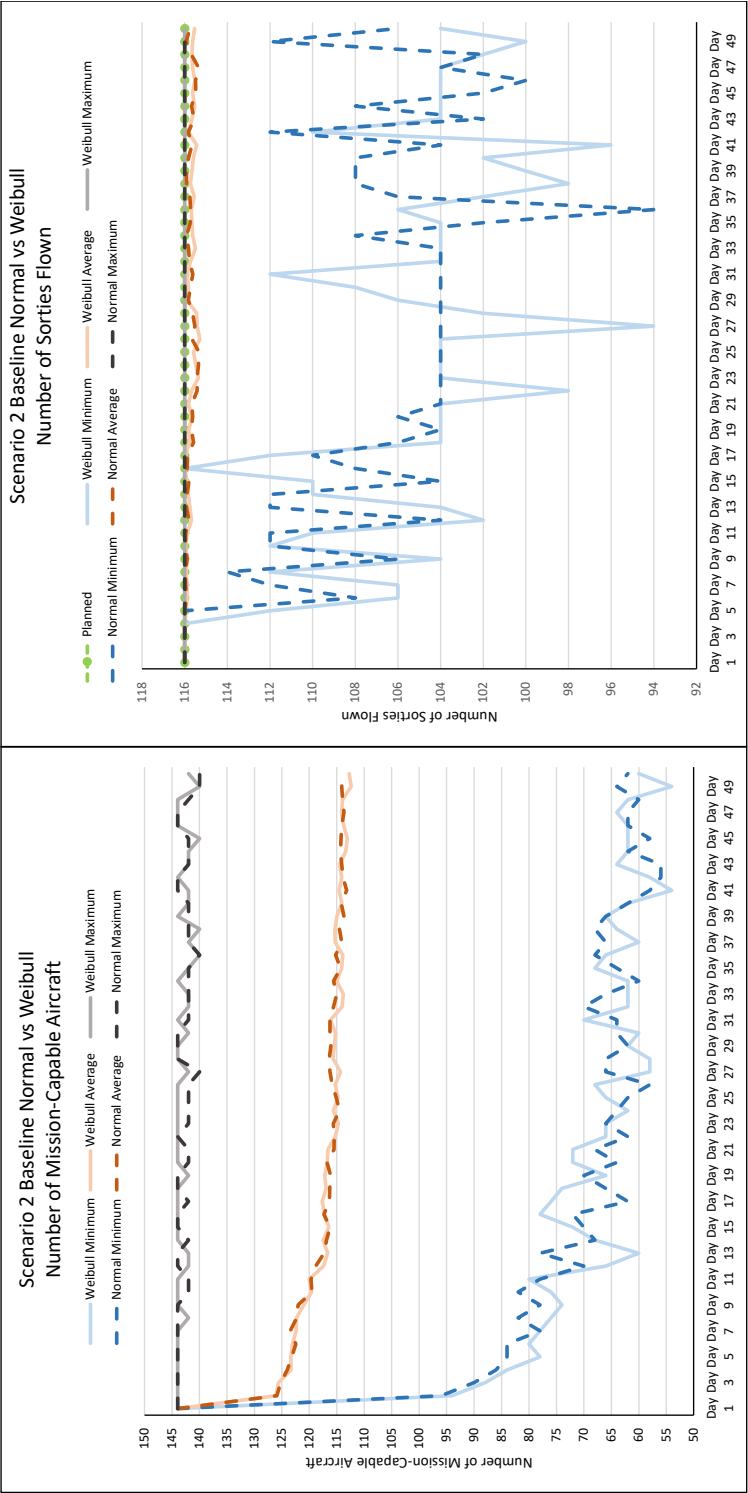 Scenario 2 Baseline Normal vs Weibull
Number of Mission-Capable Aircraft
Weibull Minimum Weibull Average Weibull Maximum
Normal Minimum Normal Average Normal Maximum
Number of Mission-Capable Aircraft
150
145
140
135
130
125
120
115
110
105
100
95
90
85
80
75
70
65
60
55
50
Day Day Day Day Day Day Day Day Day Day Day Day Day Day Day Day Day Day Day Day Day Day Day Day Day
1 3 5 7 9 11 13 15 17 19 21 23 25 27 29 31 33 35 37 39 41 43 45 47 49
Scenario 2 Baseline Normal vs Weibull
Number of Sorties Flown
Planned Weibull Minimum Weibull Average Weibull Maximum
Normal Minimum Normal Average Normal Maximum
Number of Sorties Flown
118
116
114
112
110
108
106
104
102
100
98
96
94
92
Day Day Day Day Day Day Day Day Day Day Day Day Day Day Day Day Day Day Day Day Day Day Day Day Day
1 3 5 7 9 11 13 15 17 19 21 23 25 27 29 31 33 35 37 39 41 43 45 47 49